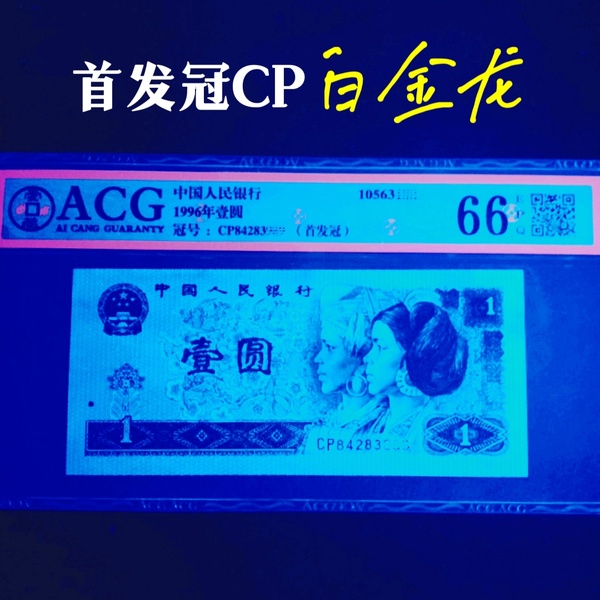 首发冠CP 白金龙
ACG
AI CANG GUARANTY
中国人民银行
1996年壹圆
冠号：CP84283 （首发冠）
10563
66
EPQ
中国人民银行
壹圆
1
1
CP84283
1